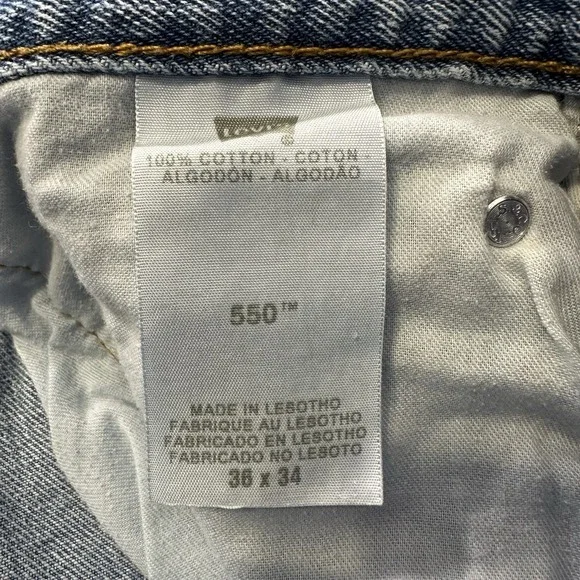 Levi's
®
100% COTTON - COTON -
ALGODÓN - ALGODÃO
550™
MADE IN LESOTHO
FABRIQUE AU LESOTHO
FABRICADO EN LESOTHO
FABRICADO NO LESOTO
36 x 34